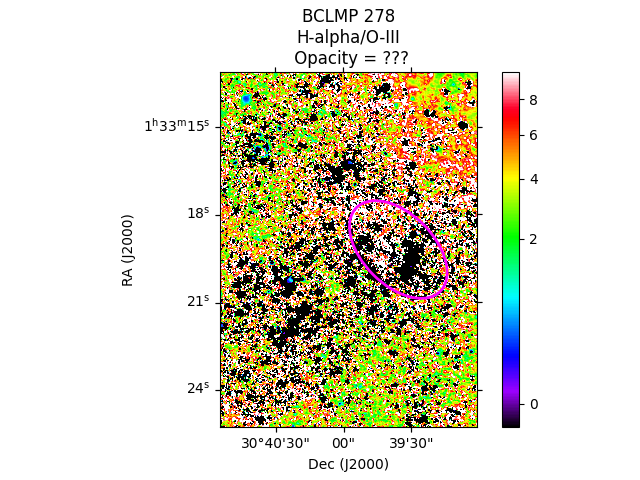 BCLMP 278
H-alpha/O-III
Opacity = ???
RA (J2000)
1ʰ33ᵐ15ˢ
18ˢ
21ˢ
24ˢ
30°40'30" 00" 39'30"
Dec (J2000)
8
6
4
2
0